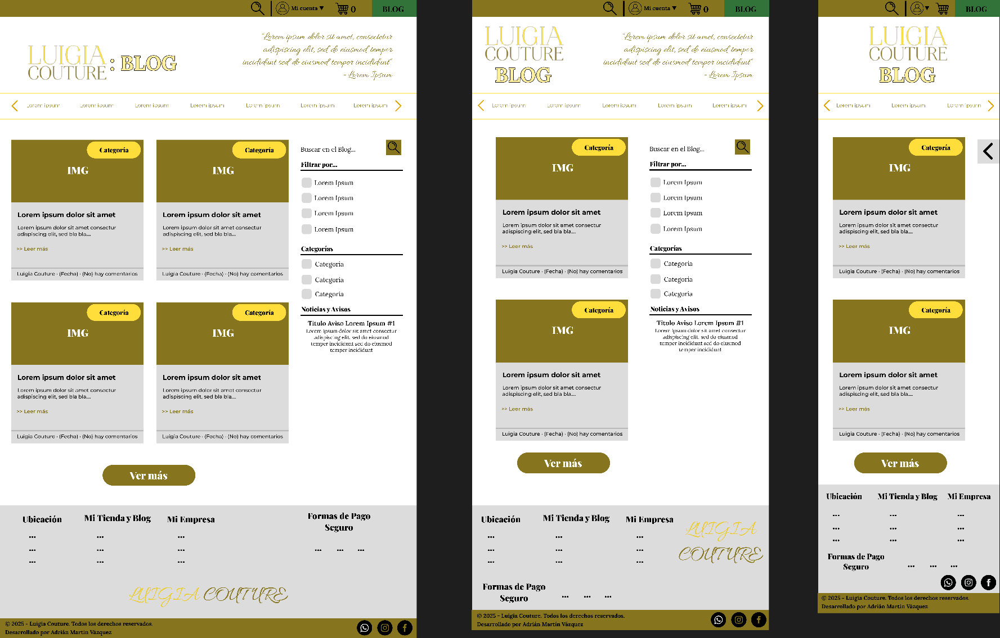 Mi cuenta ▼ 0 BLOG
LUIGIA
COUTURE : BLOG
"Lorem ipsum dolor sit amet, consectetur
adipiscing elit, sed do eiusmod tempor
incididunt sed do eiusmod tempor incididunt"
- Lorem Ipsum
Lorem ipsum Lorem ipsum Lorem ipsum Lorem ipsum Lorem ipsum Lorem ipsum Lorem ipsum
Categoría
IMG
Lorem ipsum dolor sit amet
Lorem ipsum dolor sit amet consectur
adispiscing elit, sed bla bla....
>> Leer más
Luigia Couture · (Fecha) · (No) hay comentarios
Categoría
IMG
Lorem ipsum dolor sit amet
Lorem ipsum dolor sit amet consectur
adispiscing elit, sed bla bla....
>> Leer más
Luigia Couture · (Fecha) · (No) hay comentarios
Categoría
IMG
Lorem ipsum dolor sit amet
Lorem ipsum dolor sit amet consectur
adispiscing elit, sed bla bla....
>> Leer más
Luigia Couture · (Fecha) · (No) hay comentarios
Categoría
IMG
Lorem ipsum dolor sit amet
Lorem ipsum dolor sit amet consectur
adispiscing elit, sed bla bla....
>> Leer más
Luigia Couture · (Fecha) · (No) hay comentarios
Ver más
Buscar en el Blog...
Filtrar por...
Lorem Ipsum
Lorem Ipsum
Lorem Ipsum
Lorem Ipsum
Categorías
Categoría
Categoría
Categoría
Noticias y Avisos
Titulo Aviso Lorem Ipsum #1
Lorem ipsum dolor sit amet consectur
adispiscing elit. sed do eiusmod
temper incididunt sed do eiusmod
temper incididunt
Ubicación Mi Tienda y Blog Mi Empresa
... ... ...
... ... ...
... ... ...
Formas de Pago
Seguro
... ... ...
LUIGIA COUTURE
© 2025 - Luigia Couture. Todos los derechos reservados.
Desarrollado por Adrián Martín Vázquez
Mi cuenta ▼ 0 BLOG
LUIGIA
COUTURE
BLOG
"Lorem ipsum dolor sit amet, consectetur
adipiscing elit, sed do eiusmod tempor
incididunt sed do eiusmod tempor incididunt"
- Lorem Ipsum
Lorem ipsum Lorem ipsum Lorem ipsum Lorem ipsum Lorem ipsum
Categoría
IMG
Lorem ipsum dolor sit amet
Lorem ipsum dolor sit amet consectur
adispiscing elit, sed bla bla....
>> Leer más
Luigia Couture · (Fecha) · (No) hay comentarios
Categoría
IMG
Lorem ipsum dolor sit amet
Lorem ipsum dolor sit amet consectur
adispiscing elit, sed bla bla....
>> Leer más
Luigia Couture · (Fecha) · (No) hay comentarios
Ver más
Buscar en el Blog...
Filtrar por...
Lorem Ipsum
Lorem Ipsum
Lorem Ipsum
Lorem Ipsum
Categorías
Categoría
Categoría
Categoría
Noticias y Avisos
Titulo Aviso Lorem Ipsum #1
Lorem ipsum dolor sit amet consectur
adispiscing elit. sed do eiusmod
temper incididunt sed do eiusmod
temper incididunt
Ubicación Mi Tienda y Blog Mi Empresa
... ... ...
... ... ...
... ... ...
LUIGIA
COUTURE
Formas de Pago
Seguro
... ... ...
© 2025 - Luigia Couture. Todos los derechos reservados.
Desarrollado por Adrián Martín Vázquez
▼ BLOG
LUIGIA
COUTURE
BLOG
Lorem ipsum Lorem ipsum Lorem ipsum
Categoría
IMG
Lorem ipsum dolor sit amet
Lorem ipsum dolor sit amet consectur
adispiscing elit, sed bla bla....
>> Leer más
Luigia Couture · (Fecha) · (No) hay comentarios
Categoría
IMG
Lorem ipsum dolor sit amet
Lorem ipsum dolor sit amet consectur
adispiscing elit, sed bla bla....
>> Leer más
Luigia Couture · (Fecha) · (No) hay comentarios
Ver más
Ubicación Mi Tienda y Blog Mi Empresa
... ... ...
... ... ...
... ... ...
Formas de Pago
Seguro
... ... ...
© 2025 - Luigia Couture. Todos los derechos reservados.
Desarrollado por Adrián Martín Vázquez